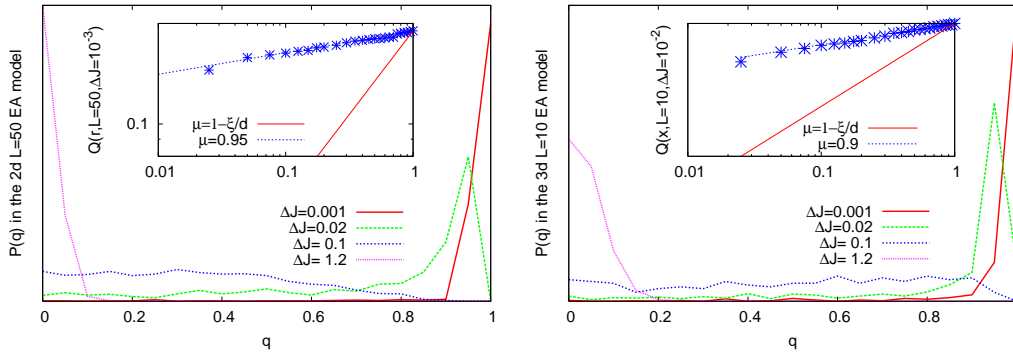 P(q) in the 2d L=50 EA model
Q(r,L=50,ΔJ=10⁻³)
0.1
0.01
0.1
1
μ=1−ξ/d
μ=0.95
ΔJ=0.001
ΔJ=0.02
ΔJ= 0.1
ΔJ= 1.2
0
0.2
0.4
0.6
0.8
1
q
P(q) in the 3d L=10 EA model
Q(x,L=10,ΔJ=10⁻²)
0.01
0.1
1
μ=1−ξ/d
μ=0.9
ΔJ=0.001
ΔJ=0.02
ΔJ= 0.1
ΔJ= 1.2
0
0.2
0.4
0.6
0.8
q